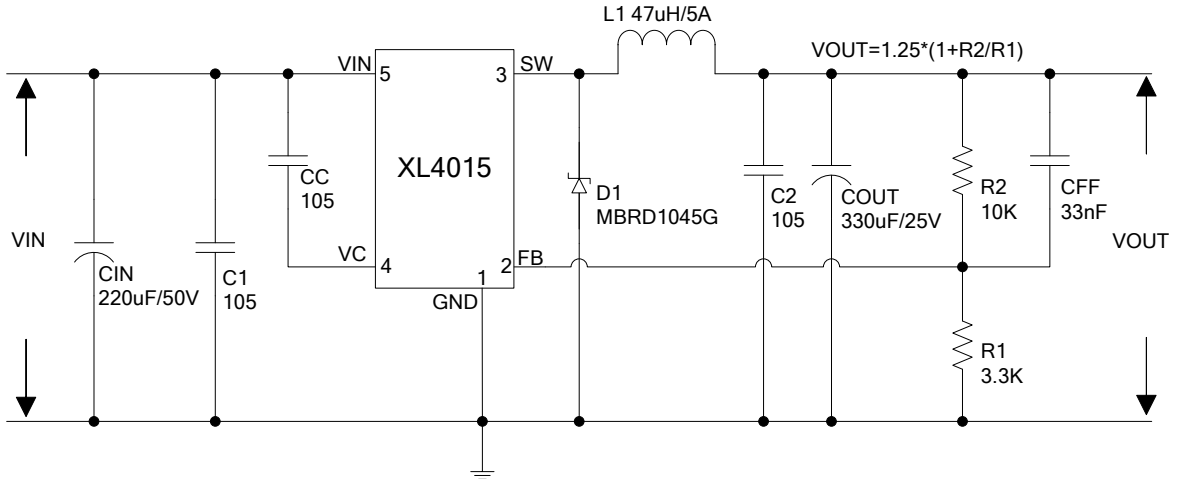 L1 47uH/5A
VOUT=1.25*(1+R2/R1)
VIN
5
3
SW
XL4015
CC
105
VC
4
2
FB
1
GND
VIN
CIN
220uF/50V
C1
105
D1
MBRD1045G
C2
105
COUT
330uF/25V
R2
10K
CFF
33nF
VOUT
R1
3.3K